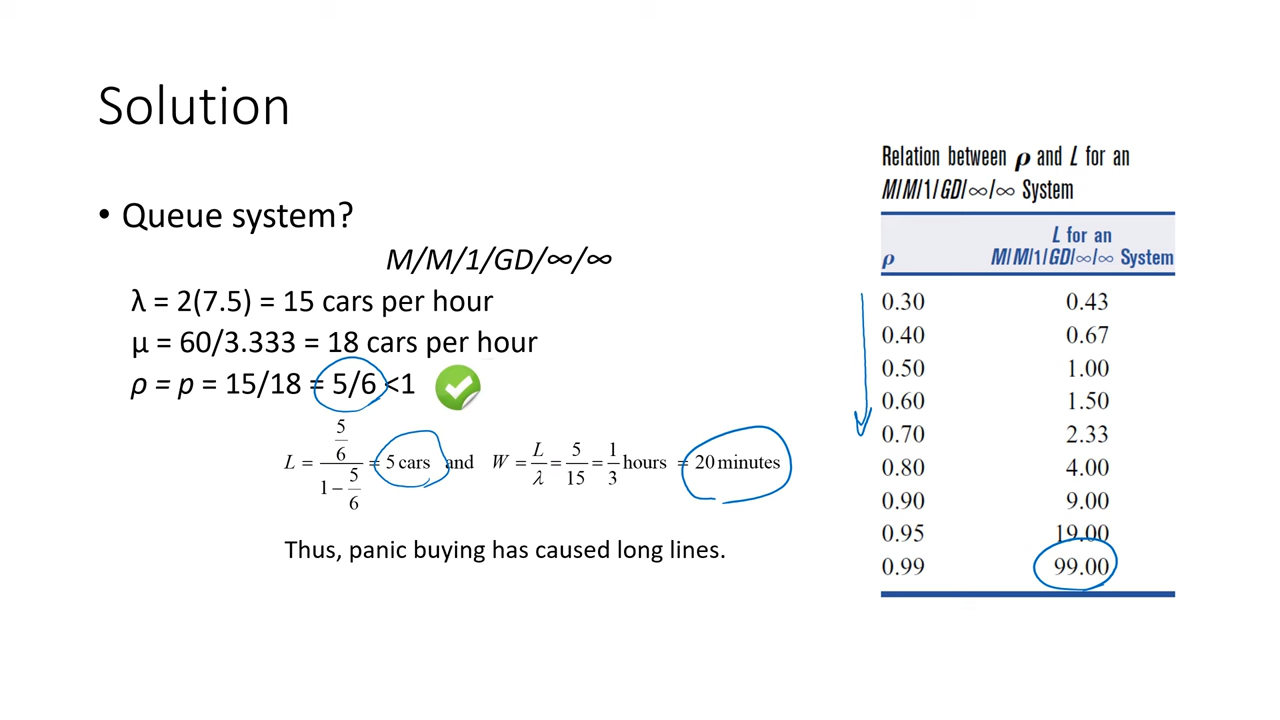 Solution
• Queue system?
M/M/1/GD/∞/∞
λ = 2(7.5) = 15 cars per hour
μ = 60/3.333 = 18 cars per hour
ρ = p = 15/18 = 5/6 <1
L = (5/6)/(1 − 5/6) = 5 cars and W = L/λ = 5/15 = 1/3 hours = 20 minutes
Thus, panic buying has caused long lines.
Relation between ρ and L for an
M/M/1/GD/∞/∞ System
L for an
ρ M/M/1/GD/∞/∞ System
0.30 0.43
0.40 0.67
0.50 1.00
0.60 1.50
0.70 2.33
0.80 4.00
0.90 9.00
0.95 19.00
0.99 99.00